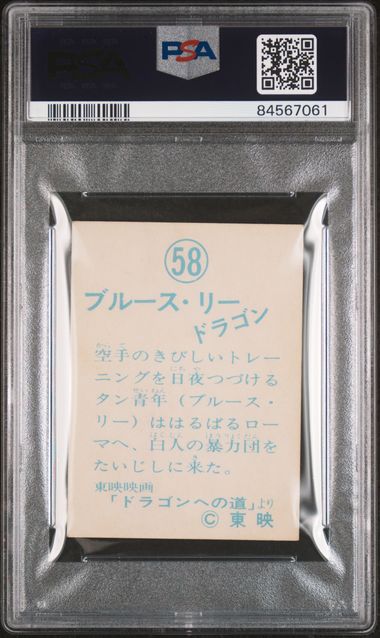 PSA
PSA
84567061
58
ブルース・リー
ドラゴン
空手のきびしいトレー
ニングを日夜つづける
タン青年(ブルース・
リー)ははるばるロー
マへ、白人の暴力団を
たいじしに来た。
東映映画
「ドラゴンへの道」より
© 東映